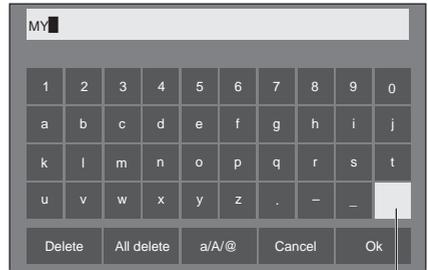 MY
1 2 3 4 5 6 7 8 9 0
a b c d e f g h i j
k l m n o p q r s t
u v w x y z . – _
Delete All delete a/A/@ Cancel Ok